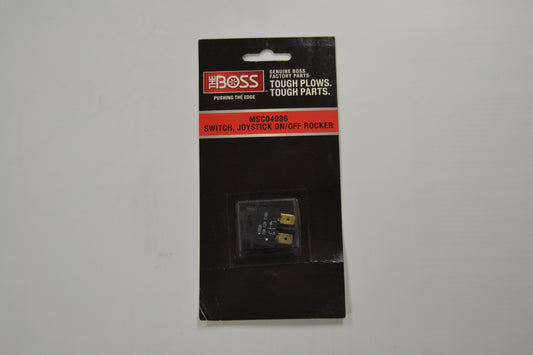 THE BOSS
PUSHING THE EDGE
GENUINE BOSS
FACTORY PARTS
TOUGH PLOWS.
TOUGH PARTS.
MSC04086
SWITCH, JOYSTICK ON/OFF ROCKER